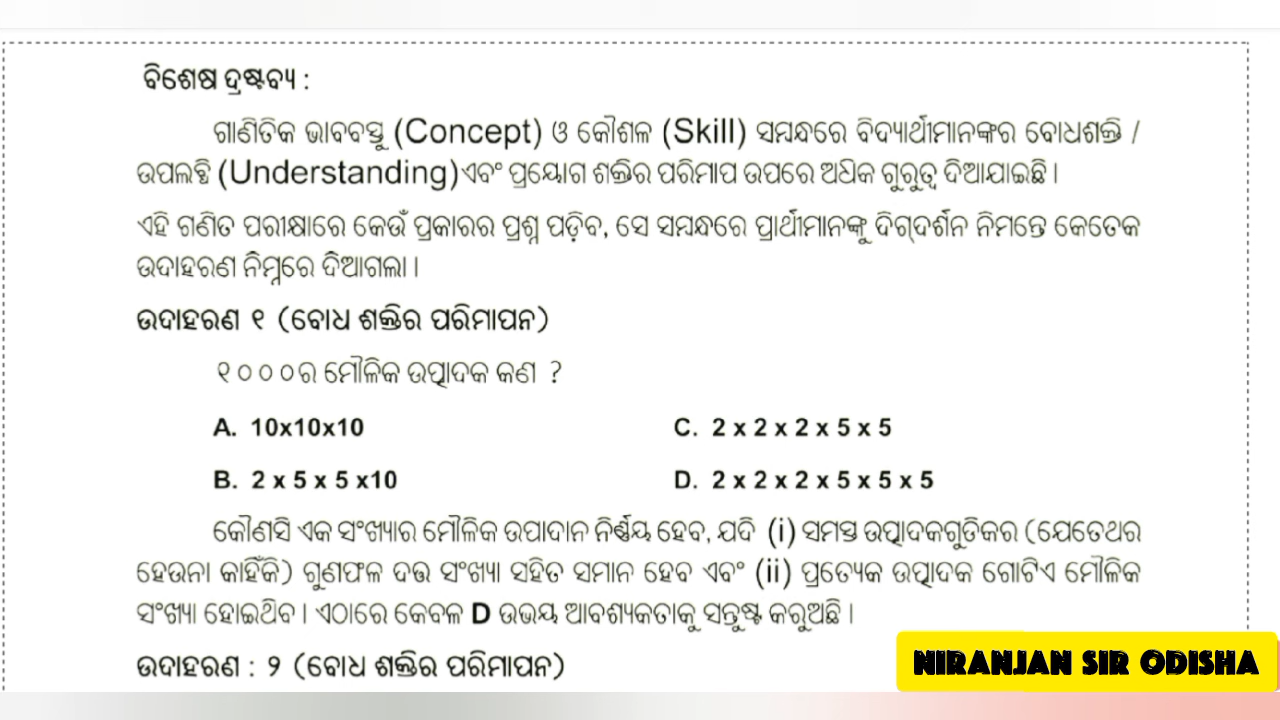 ବିଶେଷ ଦ୍ରଷ୍ଟବ୍ୟ :
ଗାଣିତିକ ଭାବବସ୍ତୁ (Concept) ଓ କୌଶଳ (Skill) ସମ୍ବନ୍ଧରେ ବିଦ୍ୟାର୍ଥୀମାନଙ୍କର ବୋଧଶକ୍ତି /
ଉପଲବ୍ଧି (Understanding)ଏବଂ ପ୍ରୟୋଗ ଶକ୍ତିର ପରିମାପ ଉପରେ ଅଧିକ ଗୁରୁତ୍ୱ ଦିଆଯାଇଛି ।
ଏହି ଗଣିତ ପରୀକ୍ଷାରେ କେଉଁ ପ୍ରକାରର ପ୍ରଶ୍ନ ପଡ଼ିବ, ସେ ସମ୍ବନ୍ଧରେ ପ୍ରାର୍ଥୀମାନଙ୍କୁ ଦିଗ୍‌ଦର୍ଶନ ନିମନ୍ତେ କେତେକ
ଉଦାହରଣ ନିମ୍ନରେ ଦିଆଗଲା ।
ଉଦାହରଣ ୧ (ବୋଧ ଶକ୍ତିର ପରିମାପନ)
୧୦୦୦ର ମୌଳିକ ଉତ୍ପାଦକ କଣ ?
A. 10x10x10
C. 2 x 2 x 2 x 5 x 5
B. 2 x 5 x 5 x10
D. 2 x 2 x 2 x 5 x 5 x 5
କୌଣସି ଏକ ସଂଖ୍ୟାର ମୌଳିକ ଉପାଦାନ ନିର୍ଣ୍ଣୟ ହେବ, ଯଦି (i) ସମସ୍ତ ଉତ୍ପାଦକଗୁଡିକର (ଯେତେଥର
ହେଉନା କାହିଁକି) ଗୁଣଫଳ ଦତ୍ତ ସଂଖ୍ୟା ସହିତ ସମାନ ହେବ ଏବଂ (ii) ପ୍ରତ୍ୟେକ ଉତ୍ପାଦକ ଗୋଟିଏ ମୌଳିକ
ସଂଖ୍ୟା ହୋଇଥିବ । ଏଠାରେ କେବଳ D ଉଭୟ ଆବଶ୍ୟକତାକୁ ସନ୍ତୁଷ୍ଟ କରୁଅଛି ।
ଉଦାହରଣ : ୨ (ବୋଧ ଶକ୍ତିର ପରିମାପନ)
NIRANJAN SIR ODISHA